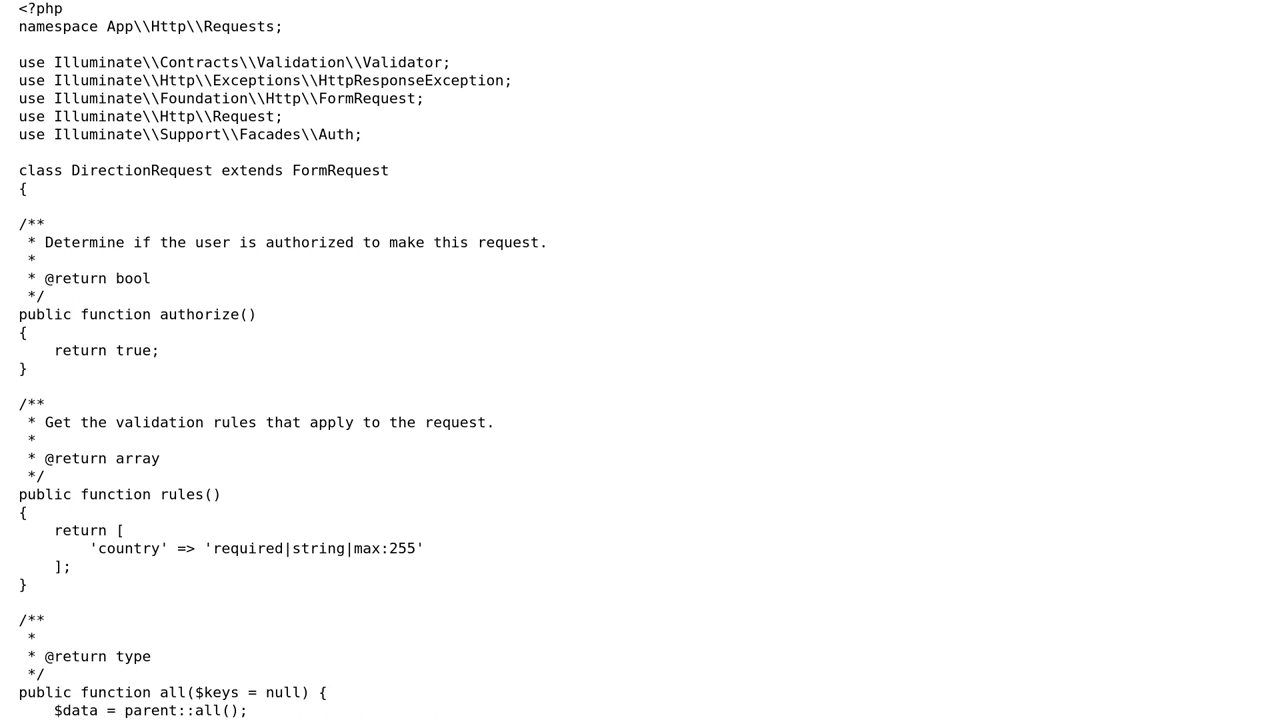 <?php
namespace App\\Http\\Requests;

use Illuminate\\Contracts\\Validation\\Validator;
use Illuminate\\Http\\Exceptions\\HttpResponseException;
use Illuminate\\Foundation\\Http\\FormRequest;
use Illuminate\\Http\\Request;
use Illuminate\\Support\\Facades\\Auth;

class DirectionRequest extends FormRequest
{

/**
 * Determine if the user is authorized to make this request.
 *
 * @return bool
 */
public function authorize()
{
    return true;
}

/**
 * Get the validation rules that apply to the request.
 *
 * @return array
 */
public function rules()
{
    return [
        'country' => 'required|string|max:255'
    ];
}

/**
 *
 * @return type
 */
public function all($keys = null) {
    $data = parent::all();